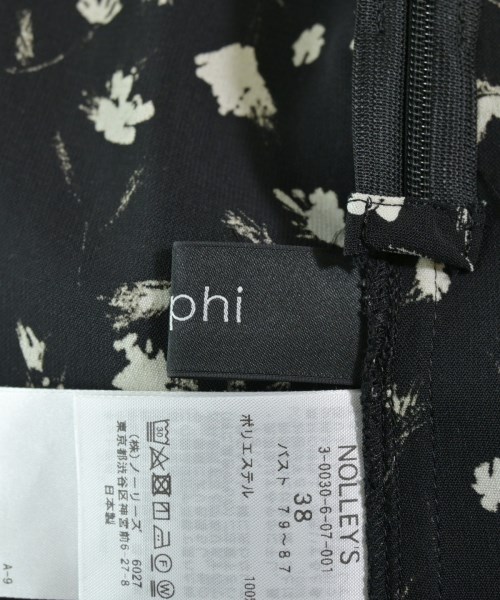 phi
NOLLEY'S
3-0030-6-07-001
38
バスト 79~87
ポリエステル 100%
(株)ノーリーズ 6027
東京都渋谷区神宮前6-27-8
日本製
A-9